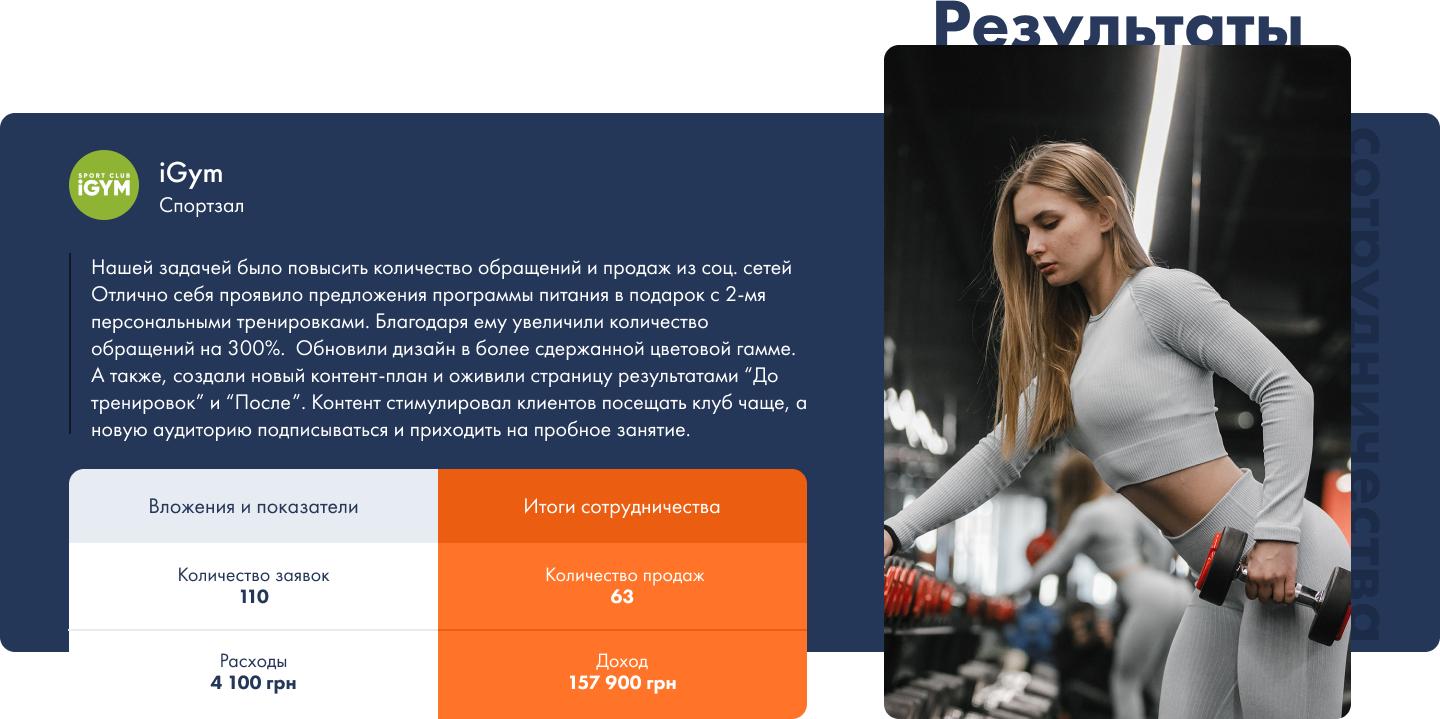 Результаты
сотрудничества
SPORT CLUB
iGYM
iGym
Спортзал
Нашей задачей было повысить количество обращений и продаж из соц. сетей
Отлично себя проявило предложения программы питания в подарок с 2-мя
персональными тренировками. Благодаря ему увеличили количество
обращений на 300%.  Обновили дизайн в более сдержанной цветовой гамме.
А также, создали новый контент-план и оживили страницу результатами “До
тренировок” и “После”. Контент стимулировал клиентов посещать клуб чаще, а
новую аудиторию подписываться и приходить на пробное занятие.
Вложения и показатели
Итоги сотрудничества
Количество заявок
110
Количество продаж
63
Расходы
4 100 грн
Доход
157 900 грн